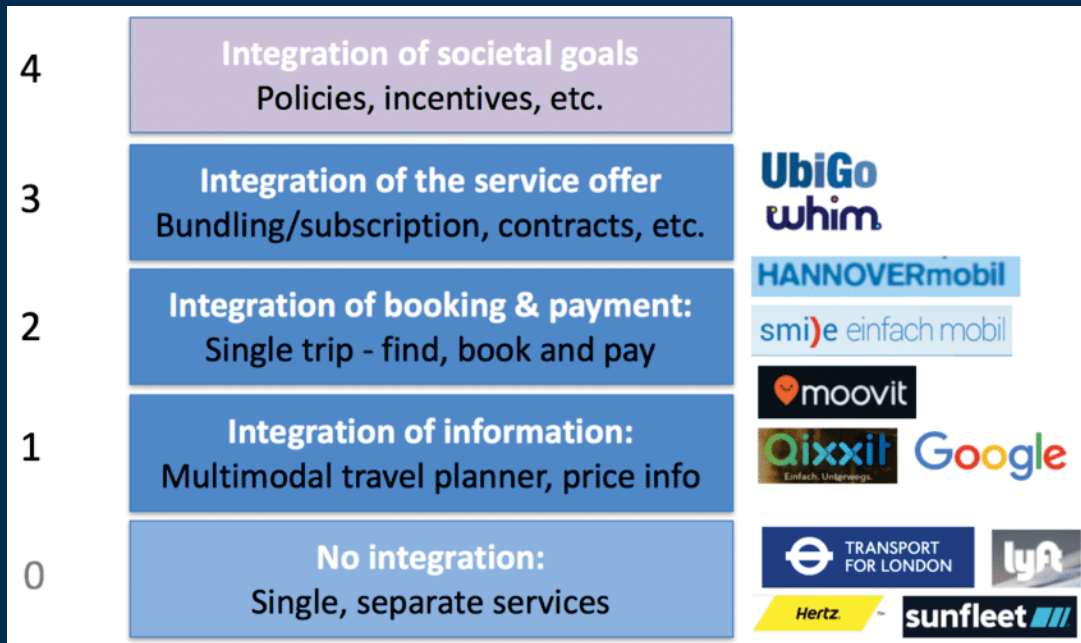 4
Integration of societal goals
Policies, incentives, etc.
3
Integration of the service offer
Bundling/subscription, contracts, etc.
UbiGo
whim
2
Integration of booking & payment:
Single trip - find, book and pay
HANNOVERmobil
smi)e einfach mobil
moovit
1
Integration of information:
Multimodal travel planner, price info
Qixxit
Einfach. Unterwegs.
Google
0
No integration:
Single, separate services
TRANSPORT
FOR LONDON
lyft
Hertz.
sunfleet